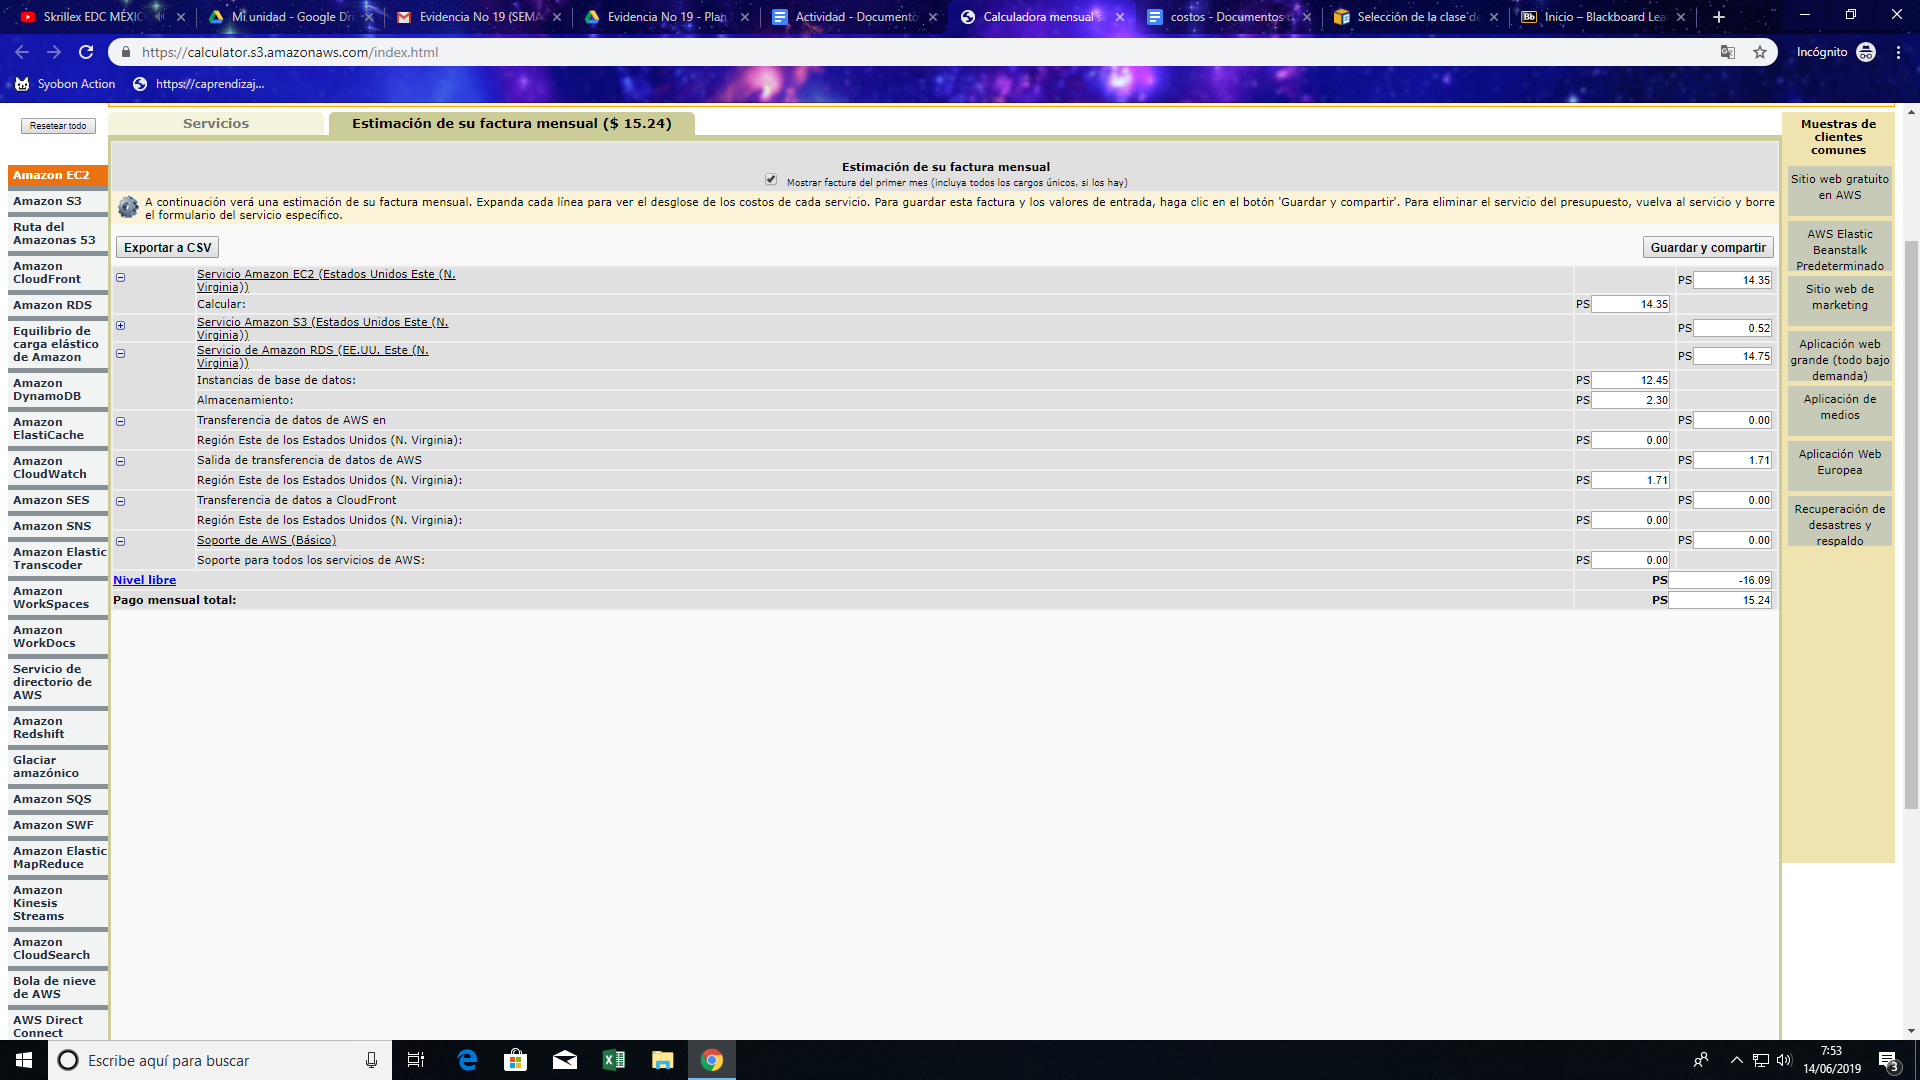 Skrillex EDC MÉXIC
Mi unidad - Google Dr
Evidencia No 19 (SEMA
Evidencia No 19 - Plan
Actividad - Documento
Calculadora mensual s
costos - Documentos d
Selección de la clase de
Bb Inicio – Blackboard Lea
https://calculator.s3.amazonaws.com/index.html
Incógnito
Syobon Action
https://caprendizaj...
Resetear todo
Servicios
Estimación de su factura mensual ($ 15.24)
Estimación de su factura mensual
Mostrar factura del primer mes (incluya todos los cargos únicos, si los hay)
A continuación verá una estimación de su factura mensual. Expanda cada línea para ver el desglose de los costos de cada servicio. Para guardar esta factura y los valores de entrada, haga clic en el botón 'Guardar y compartir'. Para eliminar el servicio del presupuesto, vuelva al servicio y borre
el formulario del servicio específico.
Exportar a CSV
Guardar y compartir
Servicio Amazon EC2 (Estados Unidos Este (N.
Virginia))
PS 14.35
Calcular:
PS 14.35
Servicio Amazon S3 (Estados Unidos Este (N.
Virginia))
PS 0.52
Servicio de Amazon RDS (EE.UU. Este (N.
Virginia))
PS 14.75
Instancias de base de datos:
PS 12.45
Almacenamiento:
PS 2.30
Transferencia de datos de AWS en
PS 0.00
Región Este de los Estados Unidos (N. Virginia):
PS 0.00
Salida de transferencia de datos de AWS
PS 1.71
Región Este de los Estados Unidos (N. Virginia):
PS 1.71
Transferencia de datos a CloudFront
PS 0.00
Región Este de los Estados Unidos (N. Virginia):
PS 0.00
Soporte de AWS (Básico)
PS 0.00
Soporte para todos los servicios de AWS:
PS 0.00
Nivel libre
PS -16.09
Pago mensual total:
PS 15.24
Amazon EC2
Amazon S3
Ruta del
Amazonas 53
Amazon
CloudFront
Amazon RDS
Equilibrio de
carga elástico
de Amazon
Amazon
DynamoDB
Amazon
ElastiCache
Amazon
CloudWatch
Amazon SES
Amazon SNS
Amazon Elastic
Transcoder
Amazon
WorkSpaces
Amazon
WorkDocs
Servicio de
directorio de
AWS
Amazon
Redshift
Glaciar
amazónico
Amazon SQS
Amazon SWF
Amazon Elastic
MapReduce
Amazon
Kinesis
Streams
Amazon
CloudSearch
Bola de nieve
de AWS
AWS Direct
Connect
Muestras de
clientes
comunes
Sitio web gratuito
en AWS
AWS Elastic
Beanstalk
Predeterminado
Sitio web de
marketing
Aplicación web
grande (todo bajo
demanda)
Aplicación de
medios
Aplicación Web
Europea
Recuperación de
desastres y
respaldo
Escribe aquí para buscar
7:53
14/06/2019
3